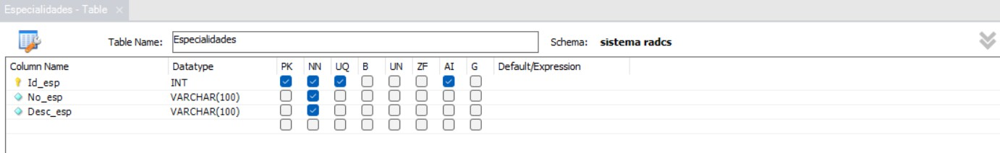 Especialidades - Table ×
Table Name: Especialidades Schema: sistema radcs
Column Name Datatype PK NN UQ B UN ZF AI G Default/Expression
Id_esp INT
No_esp VARCHAR(100)
Desc_esp VARCHAR(100)